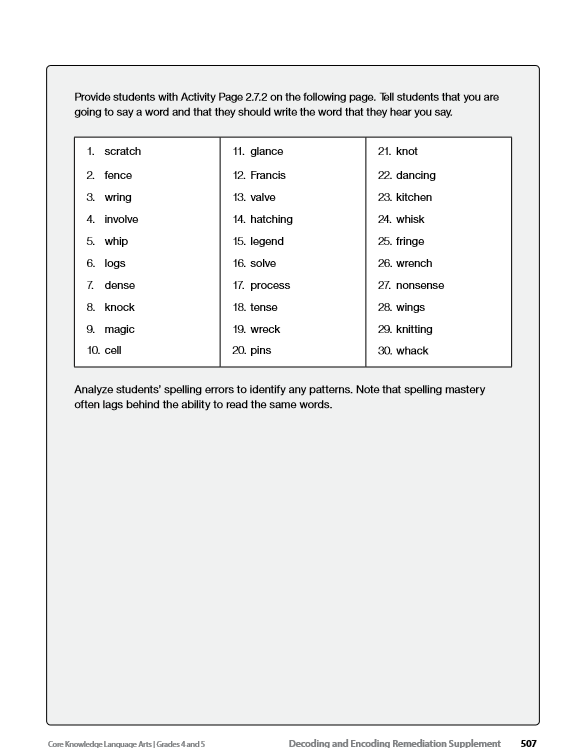 Provide students with Activity Page 2.7.2 on the following page. Tell students that you are
going to say a word and that they should write the word that they hear you say.
1. scratch
2. fence
3. wring
4. involve
5. whip
6. logs
7. dense
8. knock
9. magic
10. cell
11. glance
12. Francis
13. valve
14. hatching
15. legend
16. solve
17. process
18. tense
19. wreck
20. pins
21. knot
22. dancing
23. kitchen
24. whisk
25. fringe
26. wrench
27. nonsense
28. wings
29. knitting
30. whack
Analyze students' spelling errors to identify any patterns. Note that spelling mastery
often lags behind the ability to read the same words.
Core Knowledge Language Arts | Grades 4 and 5 Decoding and Encoding Remediation Supplement 507